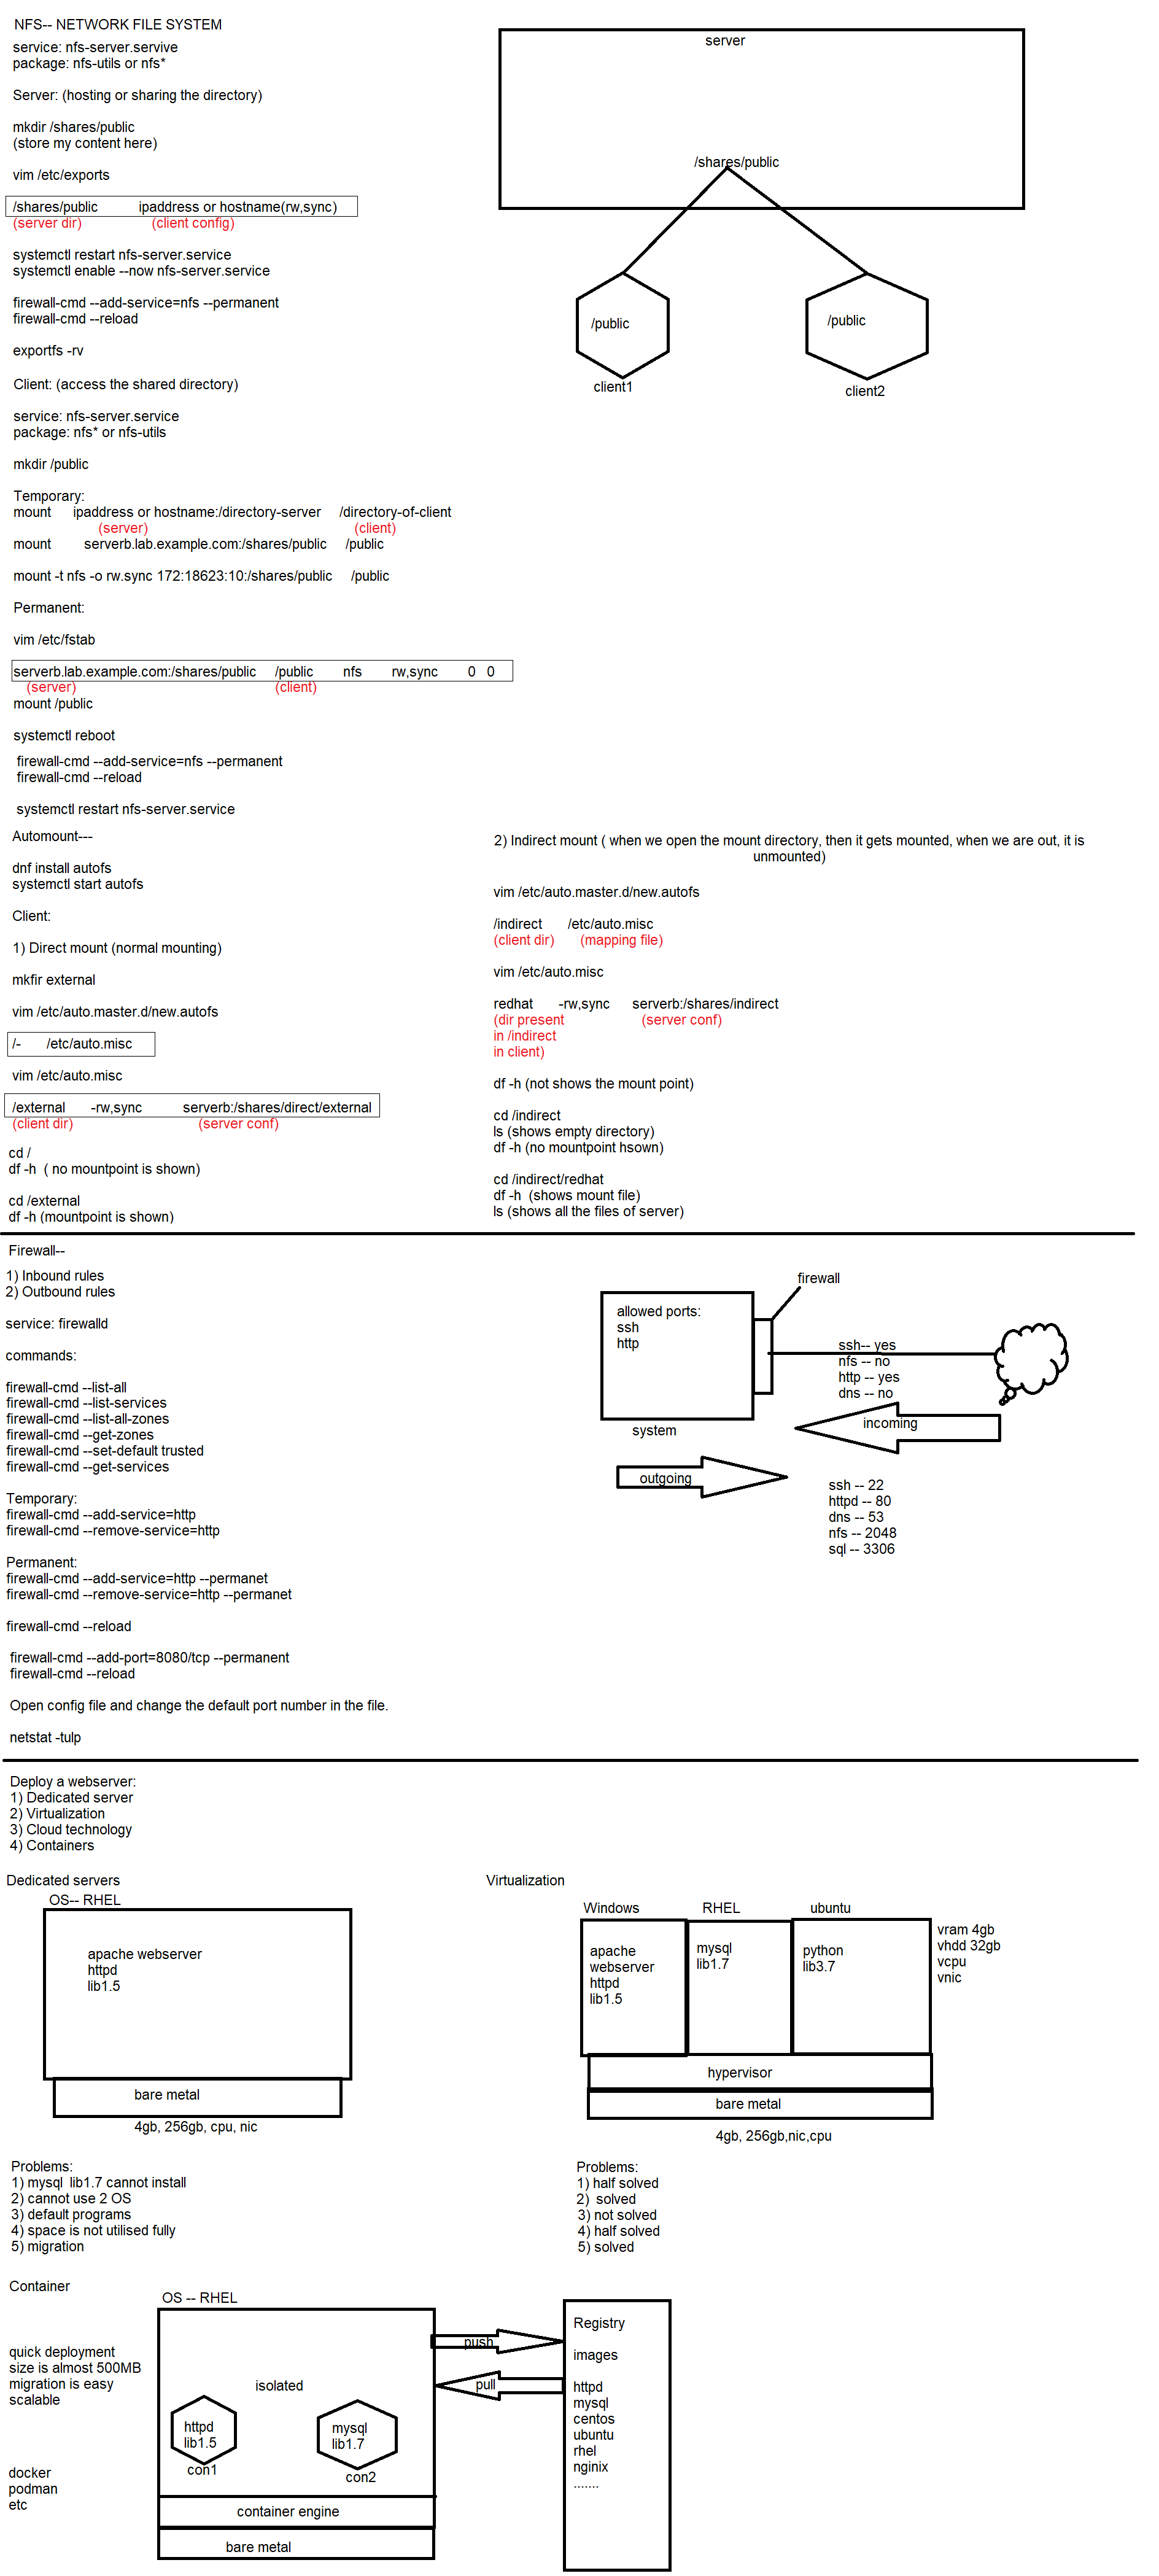 NFS-- NETWORK FILE SYSTEM
service: nfs-server.servive
package: nfs-utils or nfs*
Server: (hosting or sharing the directory)
mkdir /shares/public
(store my content here)
vim /etc/exports
/shares/public ipaddress or hostname(rw,sync)
(server dir) (client config)
systemctl restart nfs-server.service
systemctl enable --now nfs-server.service
firewall-cmd --add-service=nfs --permanent
firewall-cmd --reload
exportfs -rv
server
/shares/public
/public
/public
client1
client2
Client: (access the shared directory)
service: nfs-server.service
package: nfs* or nfs-utils
mkdir /public
Temporary:
mount ipaddress or hostname:/directory-server /directory-of-client
(server) (client)
mount serverb.lab.example.com:/shares/public /public
mount -t nfs -o rw.sync 172:18623:10:/shares/public /public
Permanent:
vim /etc/fstab
serverb.lab.example.com:/shares/public /public nfs rw,sync 0 0
(server) (client)
mount /public
systemctl reboot
firewall-cmd --add-service=nfs --permanent
firewall-cmd --reload
systemctl restart nfs-server.service
Automount---
dnf install autofs
systemctl start autofs
Client:
1) Direct mount (normal mounting)
mkfir external
vim /etc/auto.master.d/new.autofs
/- /etc/auto.misc
vim /etc/auto.misc
/external -rw,sync serverb:/shares/direct/external
(client dir) (server conf)
cd /
df -h ( no mountpoint is shown)
cd /external
df -h (mountpoint is shown)
2) Indirect mount ( when we open the mount directory, then it gets mounted, when we are out, it is
unmounted)
vim /etc/auto.master.d/new.autofs
/indirect /etc/auto.misc
(client dir) (mapping file)
vim /etc/auto.misc
redhat -rw,sync serverb:/shares/indirect
(dir present (server conf)
in /indirect
in client)
df -h (not shows the mount point)
cd /indirect
ls (shows empty directory)
df -h (no mountpoint hsown)
cd /indirect/redhat
df -h (shows mount file)
ls (shows all the files of server)
Firewall--
1) Inbound rules
2) Outbound rules
service: firewalld
commands:
firewall-cmd --list-all
firewall-cmd --list-services
firewall-cmd --list-all-zones
firewall-cmd --get-zones
firewall-cmd --set-default trusted
firewall-cmd --get-services
Temporary:
firewall-cmd --add-service=http
firewall-cmd --remove-service=http
Permanent:
firewall-cmd --add-service=http --permanet
firewall-cmd --remove-service=http --permanet
firewall-cmd --reload
firewall-cmd --add-port=8080/tcp --permanent
firewall-cmd --reload
Open config file and change the default port number in the file.
netstat -tulp
firewall
allowed ports:
ssh
http
system
ssh-- yes
nfs -- no
http -- yes
dns -- no
incoming
outgoing
ssh -- 22
httpd -- 80
dns -- 53
nfs -- 2048
sql -- 3306
Deploy a webserver:
1) Dedicated server
2) Virtualization
3) Cloud technology
4) Containers
Dedicated servers
OS-- RHEL
apache webserver
httpd
lib1.5
bare metal
4gb, 256gb, cpu, nic
Problems:
1) mysql lib1.7 cannot install
2) cannot use 2 OS
3) default programs
4) space is not utilised fully
5) migration
Virtualization
Windows RHEL ubuntu
apache
webserver
httpd
lib1.5
mysql
lib1.7
python
lib3.7
vram 4gb
vhdd 32gb
vcpu
vnic
hypervisor
bare metal
4gb, 256gb,nic,cpu
Problems:
1) half solved
2) solved
3) not solved
4) half solved
5) solved
Container
OS -- RHEL
quick deployment
size is almost 500MB
migration is easy
scalable
docker
podman
etc
isolated
httpd
lib1.5
con1
mysql
lib1.7
con2
container engine
bare metal
push
pull
Registry
images
httpd
mysql
centos
ubuntu
rhel
nginix
.......